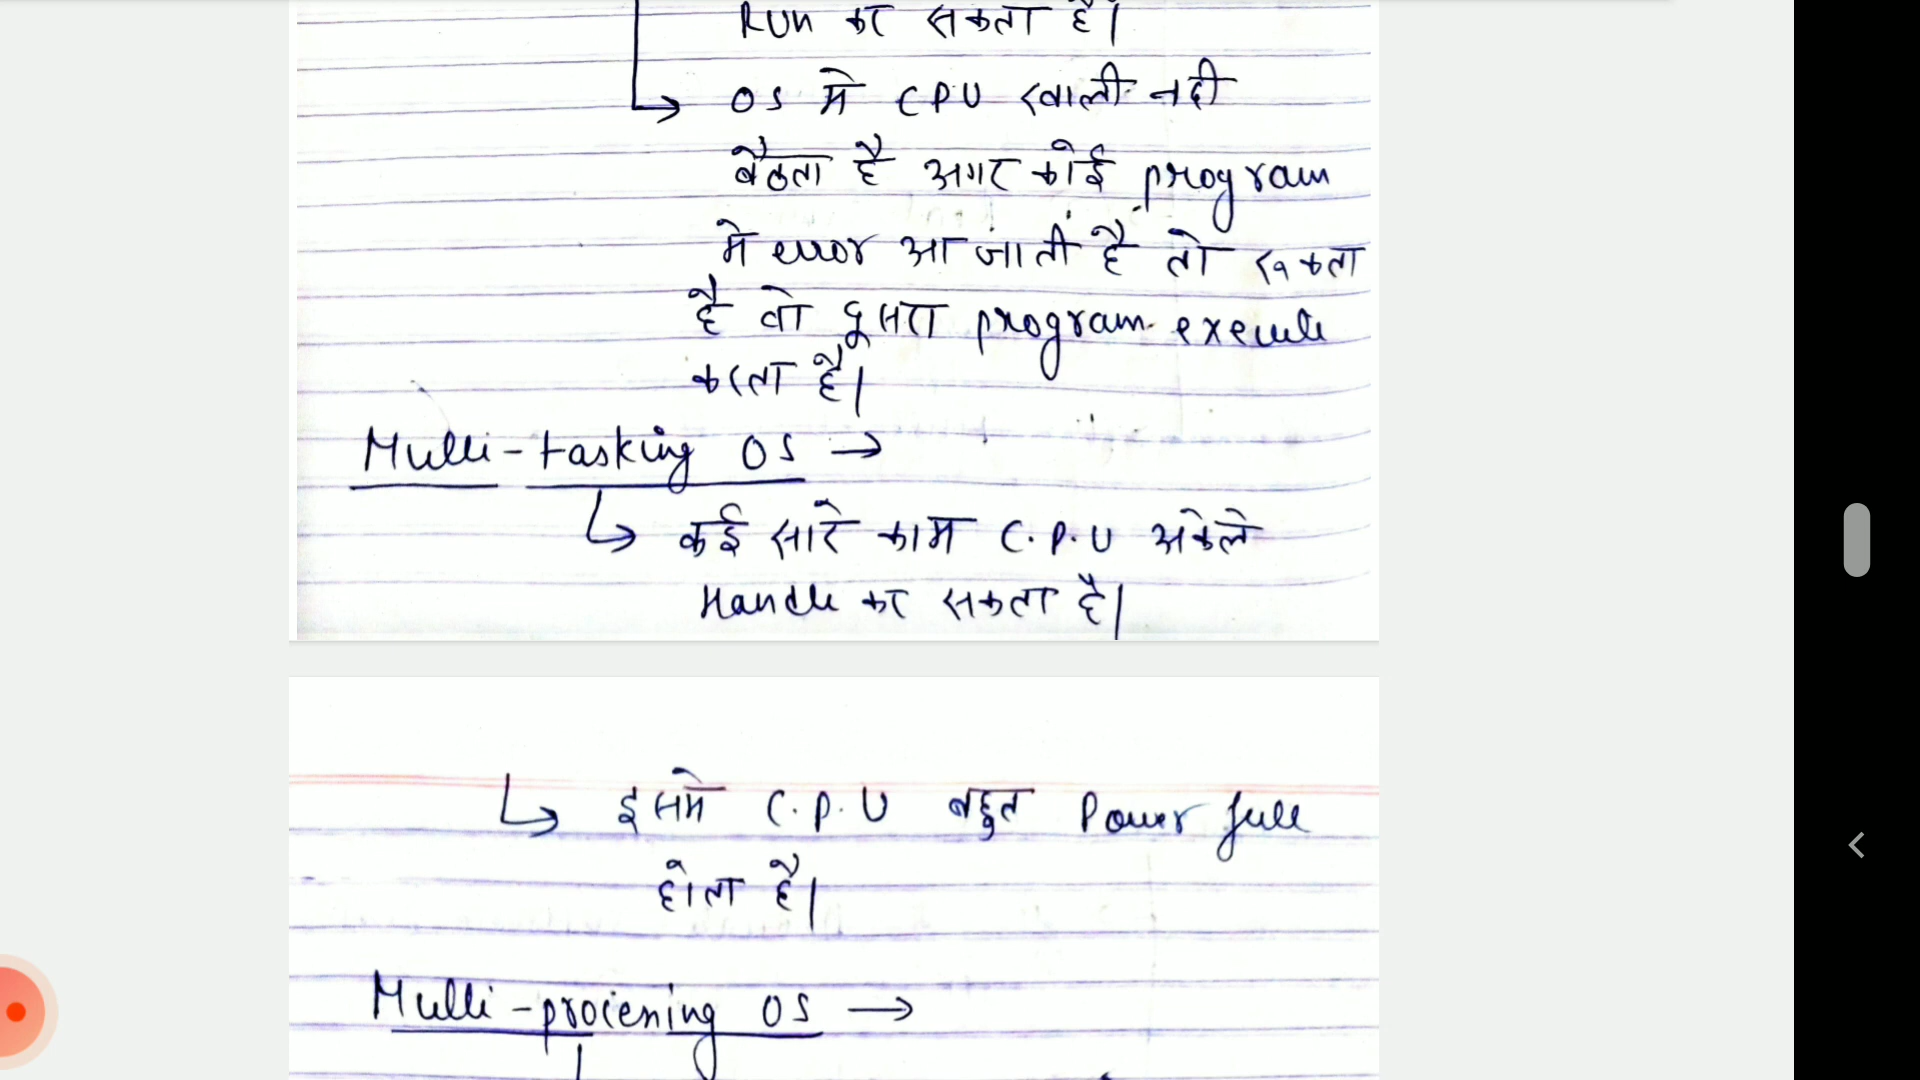 Run कर सकता है।
→ OS मे CPU खाली नही
बैठता है अगर कोई program
मे error आ जाती है तो रुकता
है तो दुसरा program execute
करता है।
Multi-tasking OS →
↳ कई सारे काम C.P.U अकेले
Handle कर सकता है।
↳ इसमे C.P.U बहुत Power full
होता है।
Multi-processing OS →